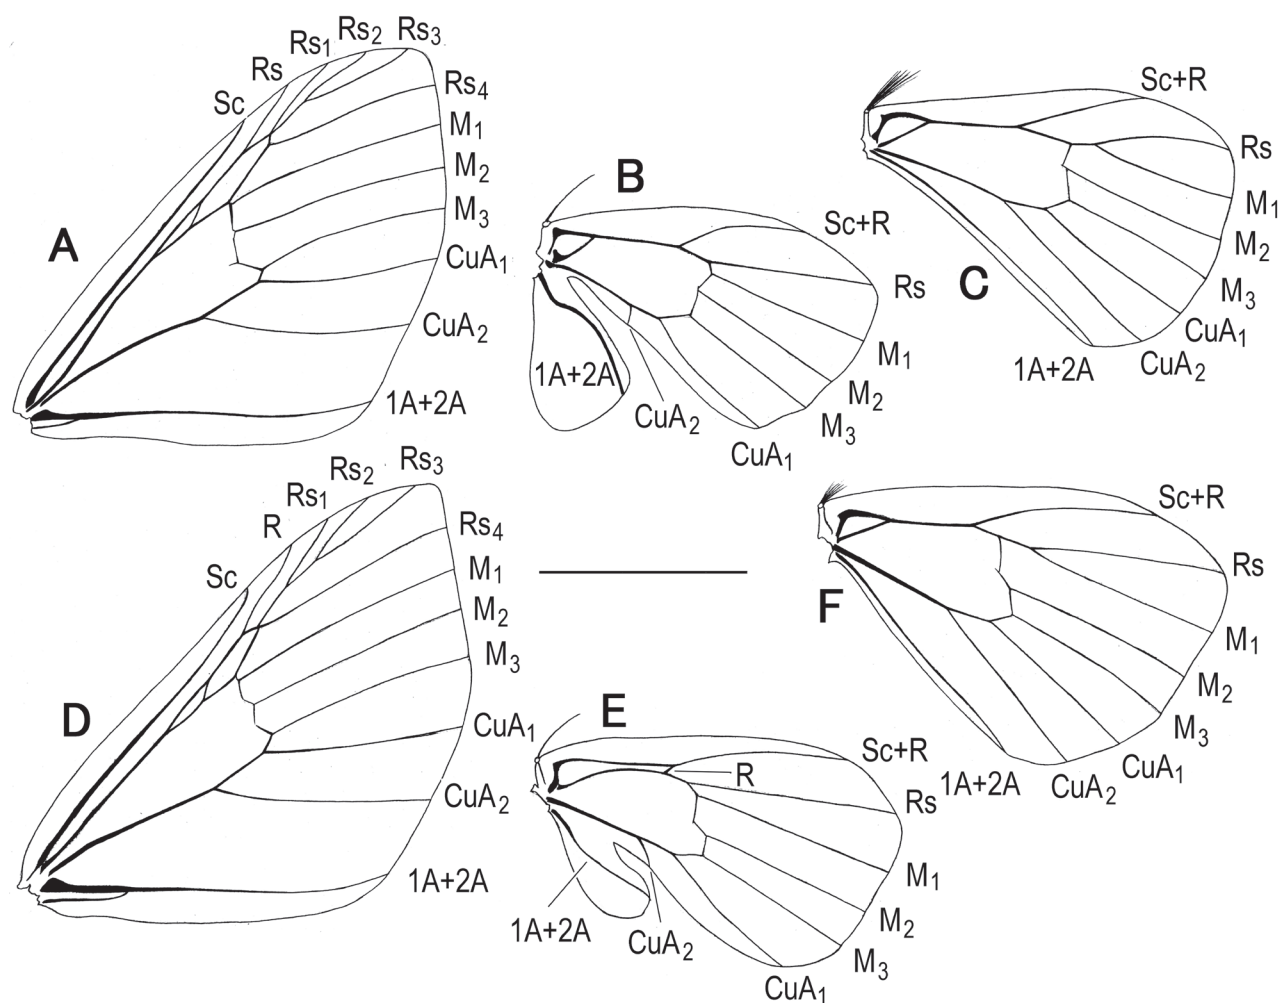 A
Sc
Rs
Rs1
Rs2
Rs3
Rs4
M1
M2
M3
CuA1
CuA2
1A+2A
B
Sc+R
Rs
M1
M2
M3
CuA1
CuA2
1A+2A
C
Sc+R
Rs
M1
M2
M3
CuA1
CuA2
1A+2A
D
Sc
R
Rs1
Rs2
Rs3
Rs4
M1
M2
M3
CuA1
CuA2
1A+2A
E
Sc+R
R
Rs
M1
M2
M3
CuA1
CuA2
1A+2A
F
Sc+R
Rs
M1
M2
M3
CuA1
CuA2
1A+2A